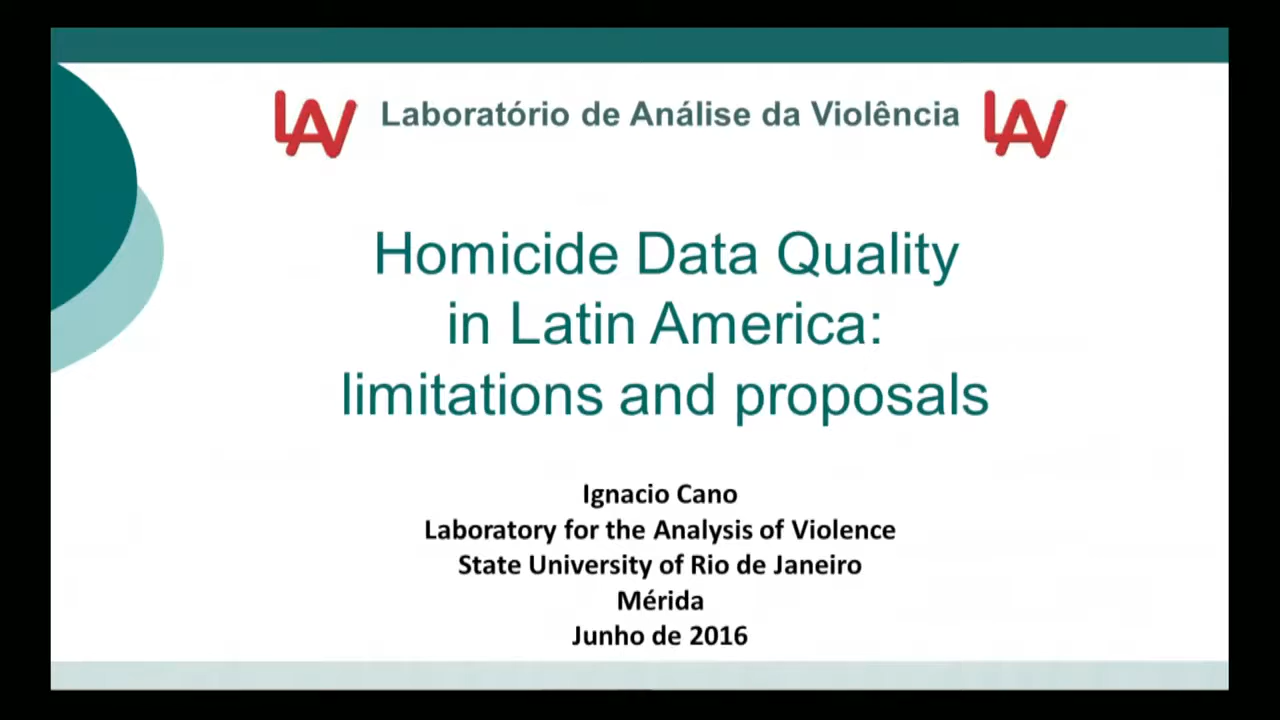 LAV Laboratório de Análise da Violência LAV
Homicide Data Quality
in Latin America:
limitations and proposals
Ignacio Cano
Laboratory for the Analysis of Violence
State University of Rio de Janeiro
Mérida
Junho de 2016